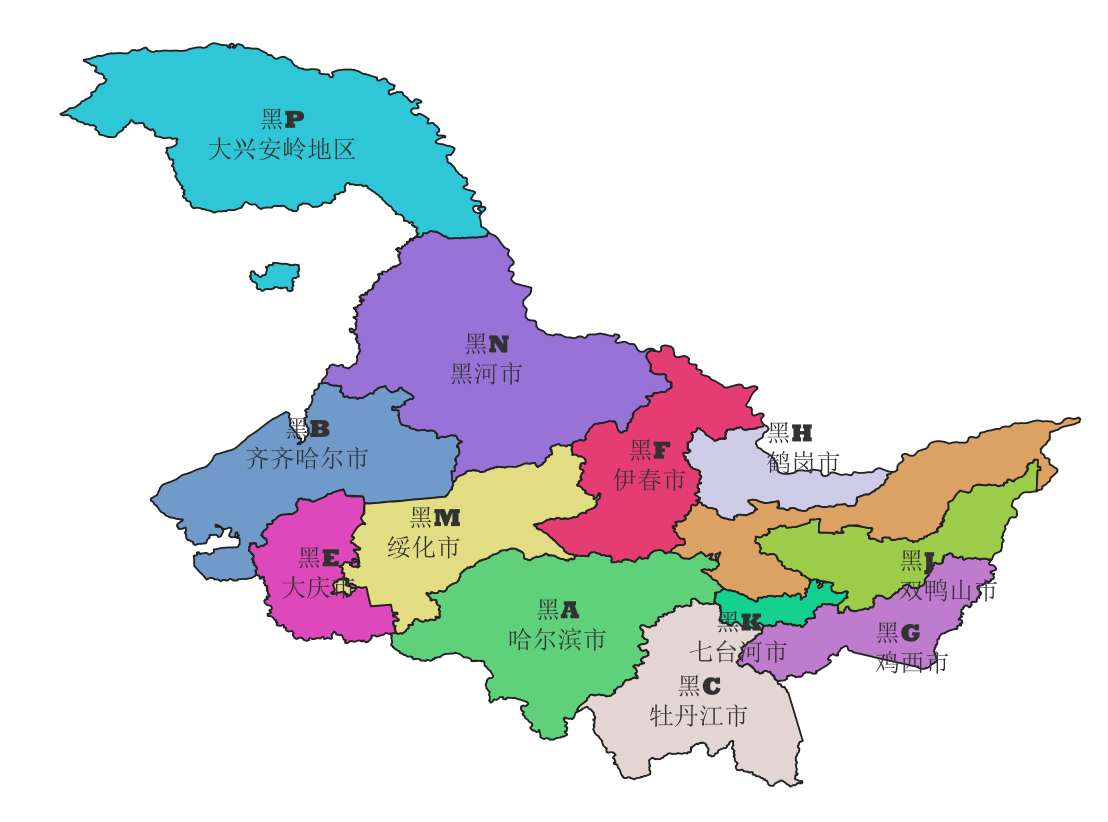 黑P
大兴安岭地区
黑N
黑河市
黑B
齐齐哈尔市
黑H
鹤岗市
黑F
伊春市
黑M
绥化市
黑E
大庆市
黑J
双鸭山市
黑A
哈尔滨市
黑K
七台河市
黑G
鸡西市
黑C
牡丹江市